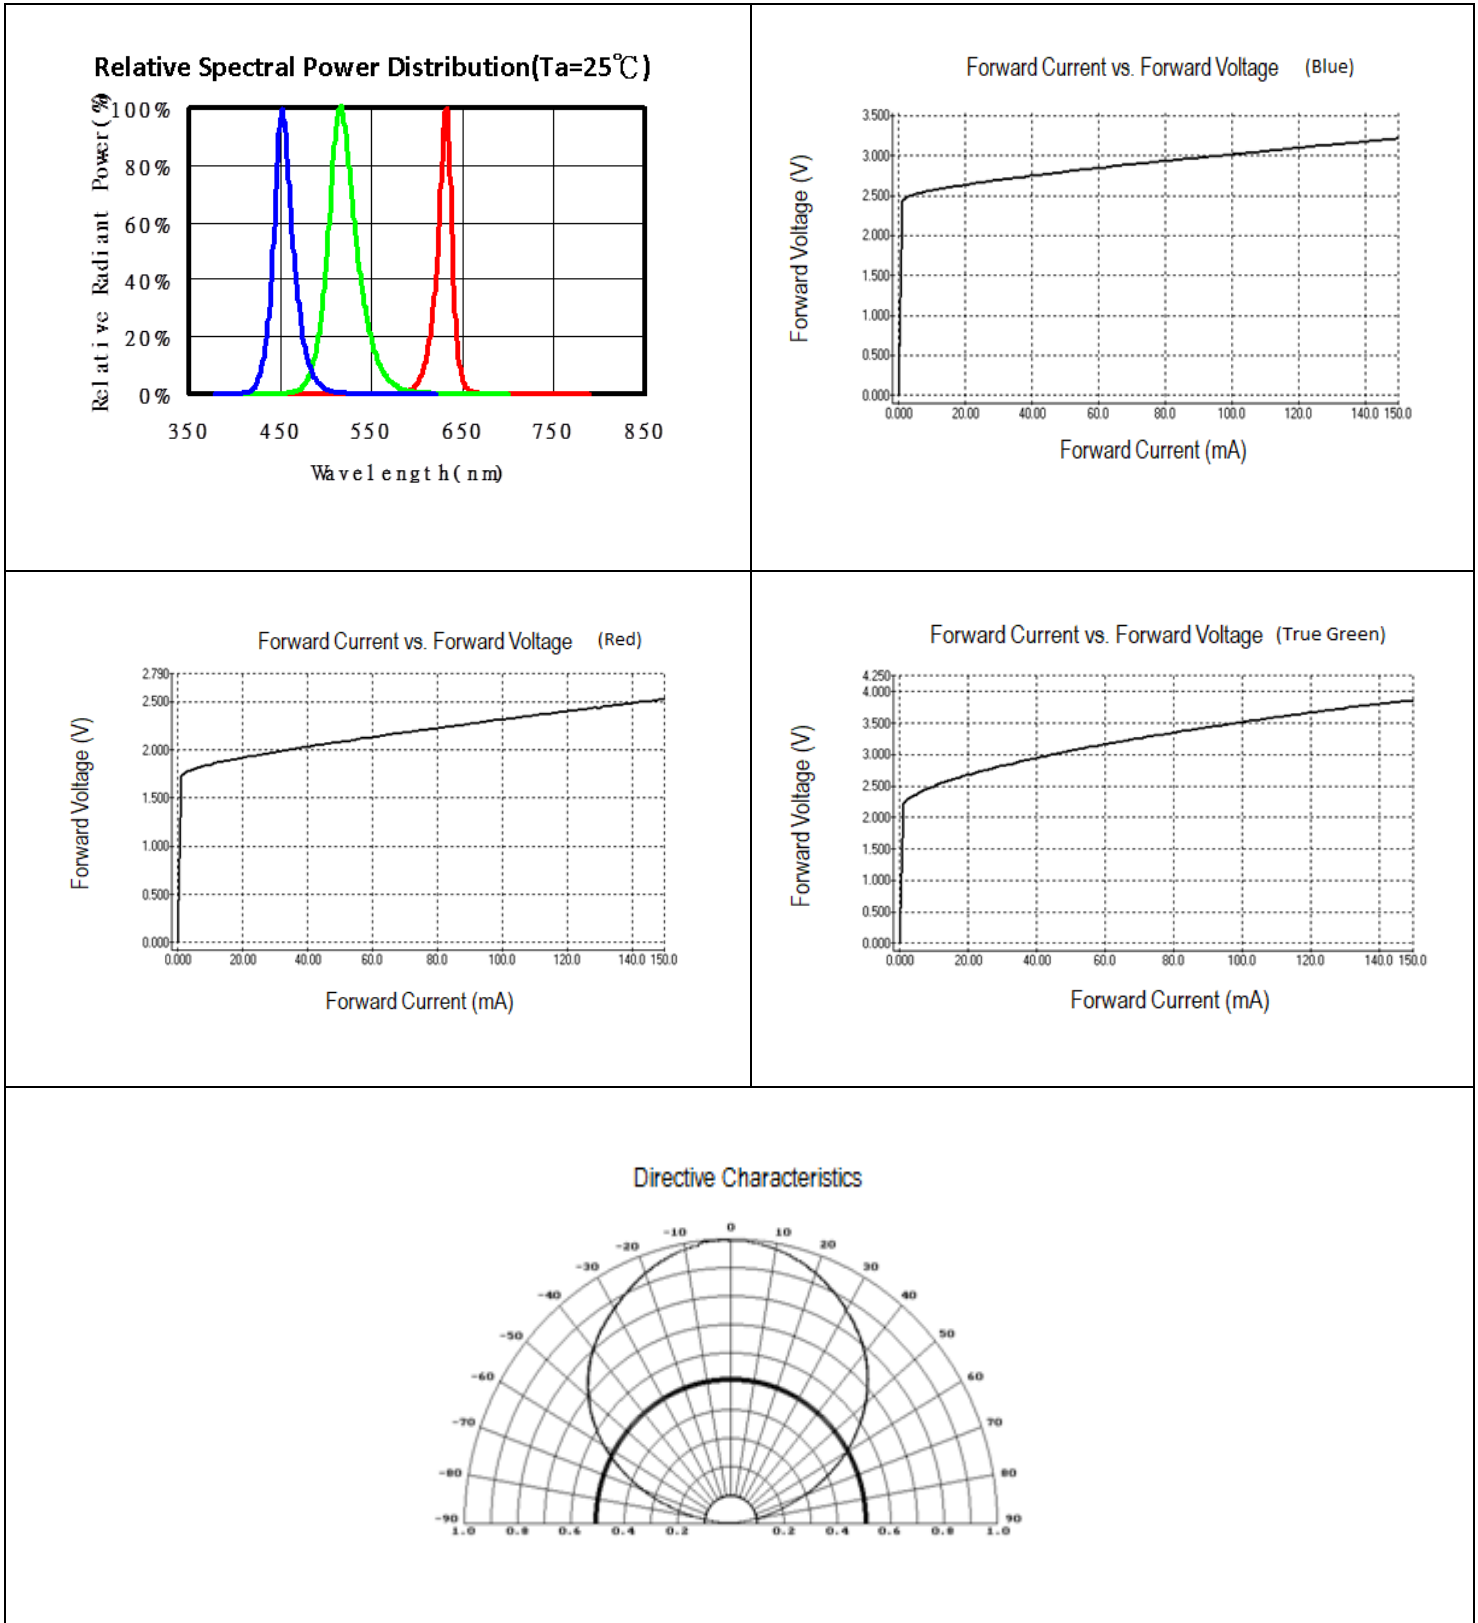 Relative Spectral Power Distribution(Ta=25℃)
Relative Radiant Power(%)
100%
80%
60%
40%
20%
0%
350 450 550 650 750 850
Wavelength(nm)
Forward Current vs. Forward Voltage (Blue)
Forward Voltage (V)
3.500
3.000
2.500
2.000
1.500
1.000
0.500
0.000
0.000 20.00 40.00 60.0 80.0 100.0 120.0 140.0 150.0
Forward Current (mA)
Forward Current vs. Forward Voltage (Red)
Forward Voltage (V)
2.790
2.500
2.000
1.500
1.000
0.500
0.000
0.000 20.00 40.00 60.0 80.0 100.0 120.0 140.0 150.0
Forward Current (mA)
Forward Current vs. Forward Voltage (True Green)
Forward Voltage (V)
4.250
4.000
3.500
3.000
2.500
2.000
1.500
1.000
0.500
0.000
0.000 20.00 40.00 60.0 80.0 100.0 120.0 140.0 150.0
Forward Current (mA)
Directive Characteristics
-90 -80 -70 -60 -50 -40 -30 -20 -10 0 10 20 30 40 50 60 70 80 90
1.0 0.8 0.6 0.4 0.2 0.2 0.4 0.6 0.8 1.0